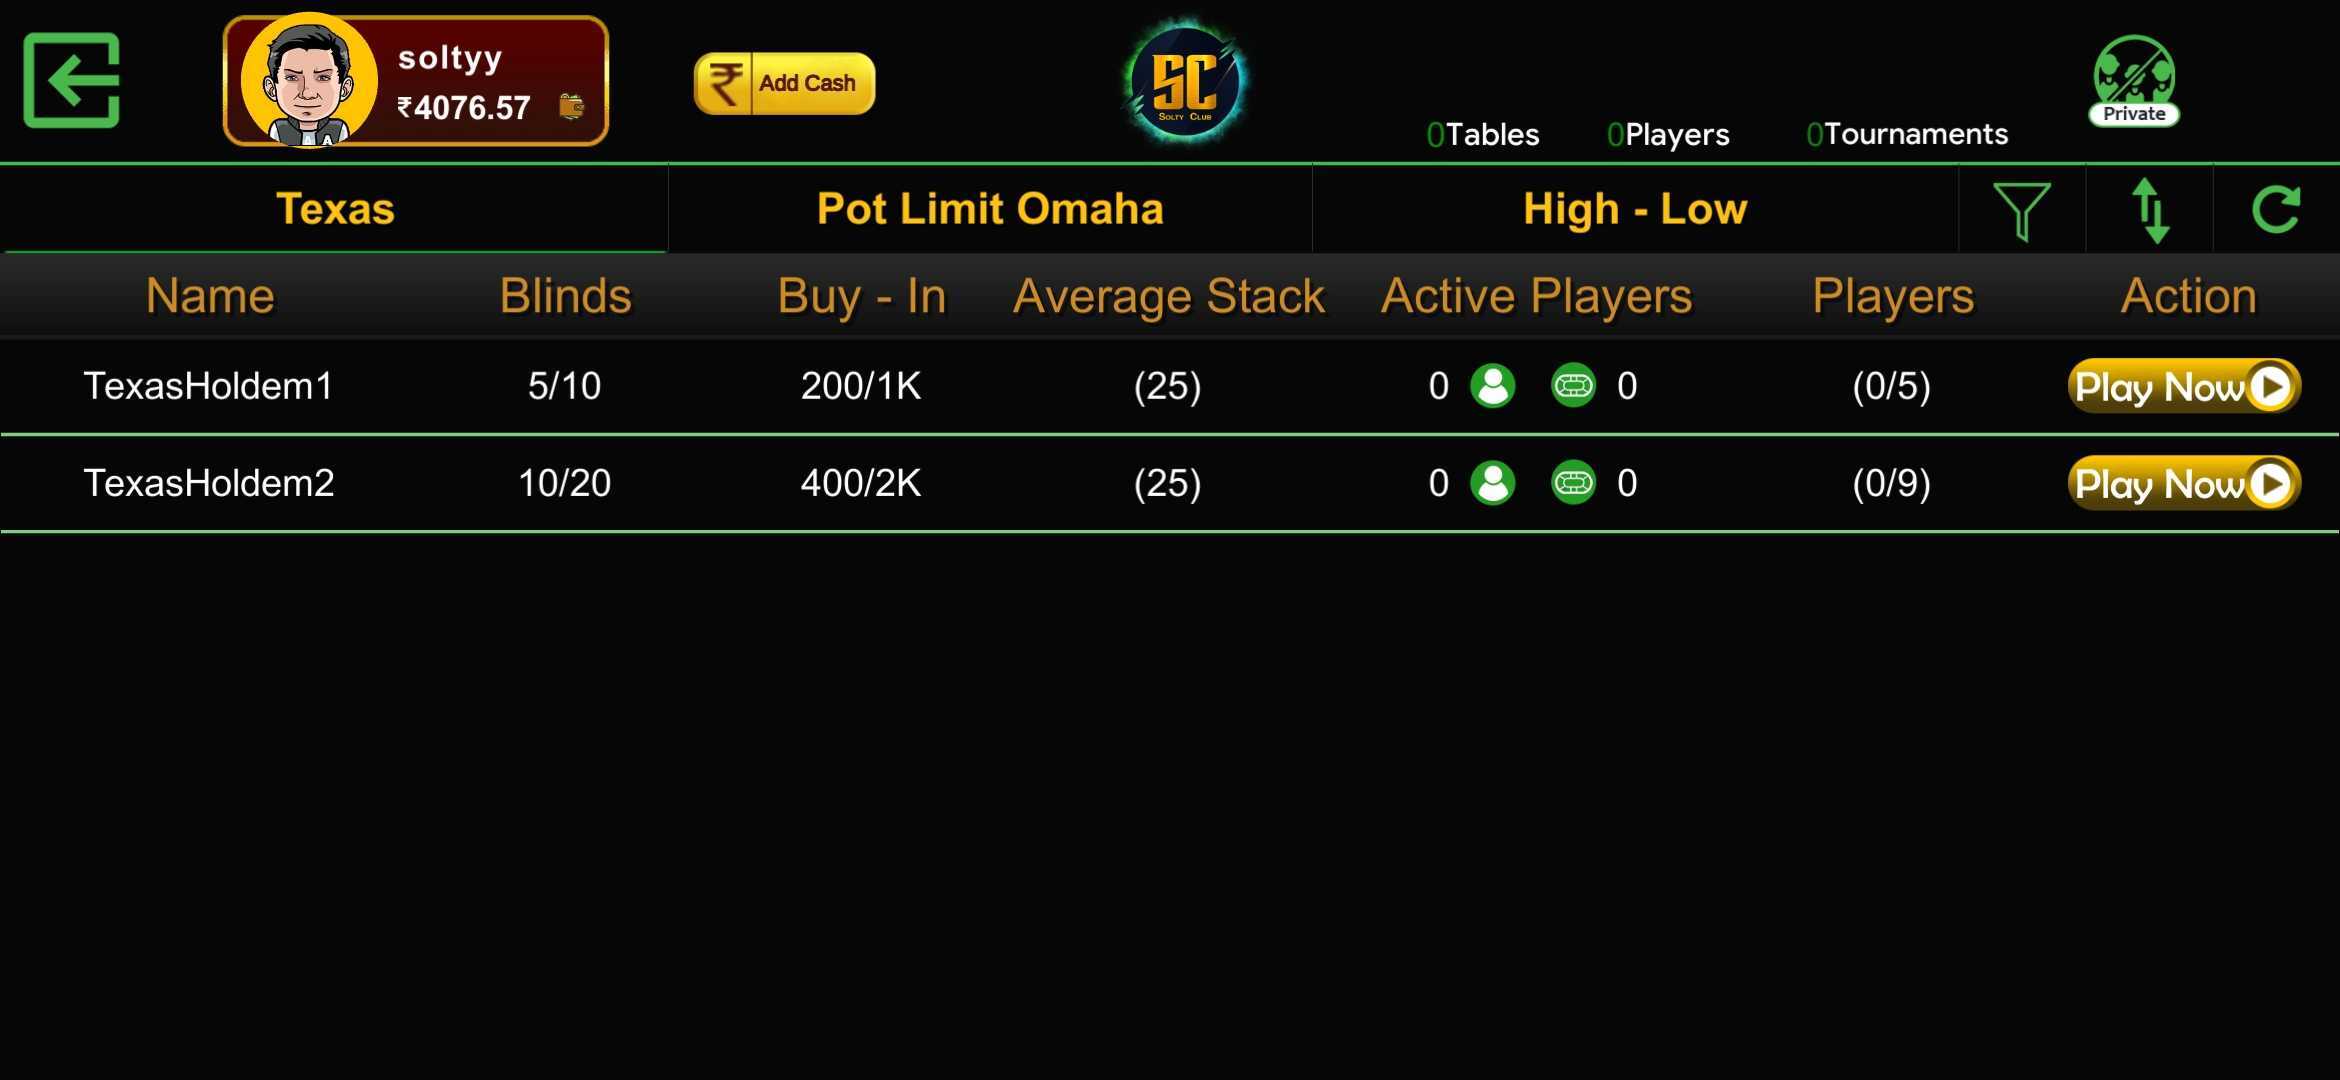 soltyy
₹4076.57
Add Cash
SC
Solty Club
0Tables 0Players 0Tournaments
Private
Texas Pot Limit Omaha High - Low
Name Blinds Buy - In Average Stack Active Players Players Action
TexasHoldem1 5/10 200/1K (25) 0 0 (0/5) Play Now
TexasHoldem2 10/20 400/2K (25) 0 0 (0/9) Play Now